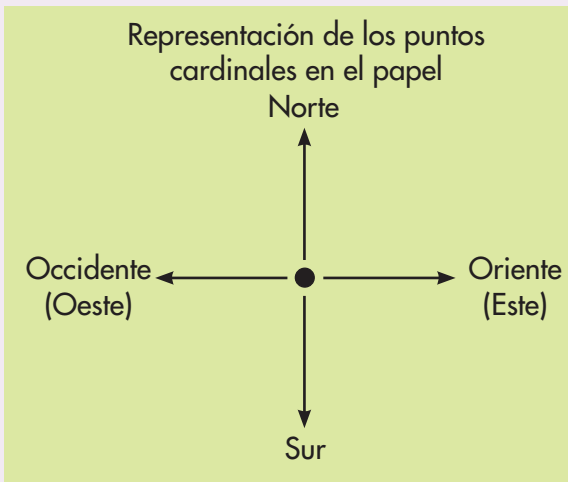 Representación de los puntos
cardinales en el papel
Norte
Occidente
(Oeste)
Oriente
(Este)
Sur